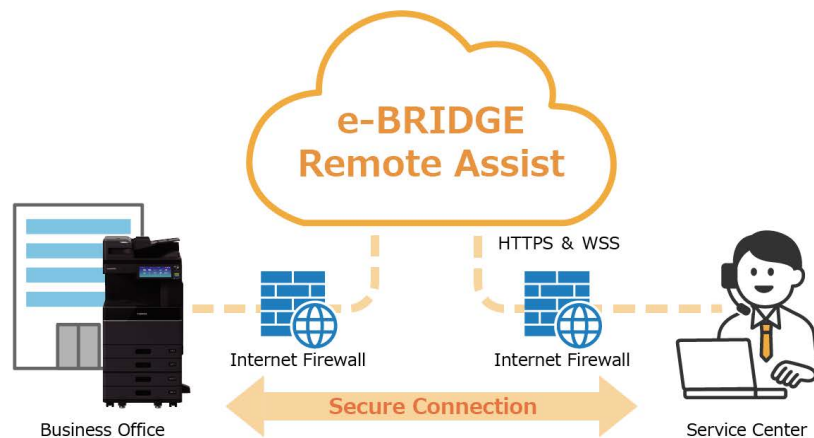 e-BRIDGE
Remote Assist
HTTPS & WSS
Internet Firewall
Internet Firewall
Secure Connection
Business Office
Service Center